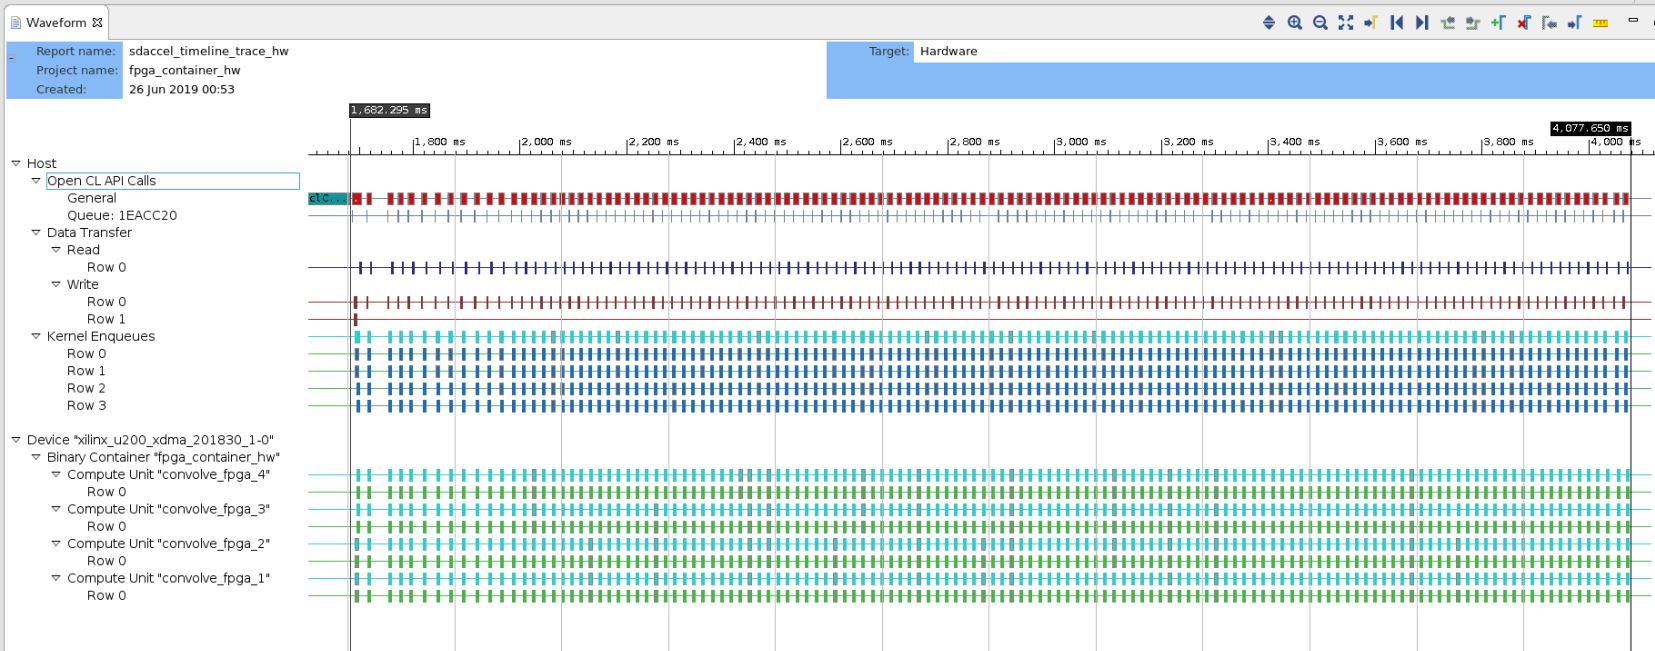 Waveform
Report name: sdaccel_timeline_trace_hw
Target: Hardware
Project name: fpga_container_hw
Created: 26 Jun 2019 00:53
1,682.295 ms
4,077.650 ms
1,800 ms 2,000 ms 2,200 ms 2,400 ms 2,600 ms 2,800 ms 3,000 ms 3,200 ms 3,400 ms 3,600 ms 3,800 ms 4,000 ms
Host
Open CL API Calls
General clC...
Queue: 1EACC20
Data Transfer
Read
Row 0
Write
Row 0
Row 1
Kernel Enqueues
Row 0
Row 1
Row 2
Row 3
Device "xilinx_u200_xdma_201830_1-0"
Binary Container "fpga_container_hw"
Compute Unit "convolve_fpga_4"
Row 0
Compute Unit "convolve_fpga_3"
Row 0
Compute Unit "convolve_fpga_2"
Row 0
Compute Unit "convolve_fpga_1"
Row 0